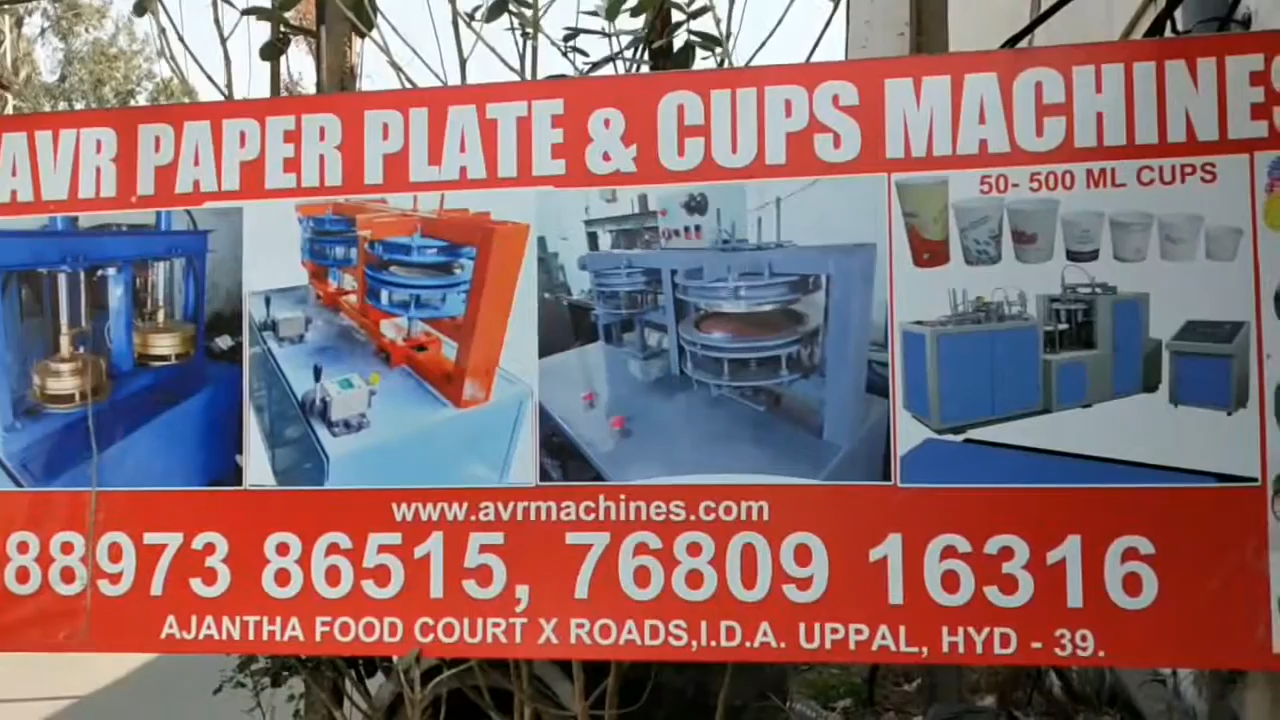 AVR PAPER PLATE & CUPS MACHINES
50- 500 ML CUPS
www.avrmachines.com
88973 86515, 76809 16316
AJANTHA FOOD COURT X ROADS,I.D.A. UPPAL, HYD - 39.